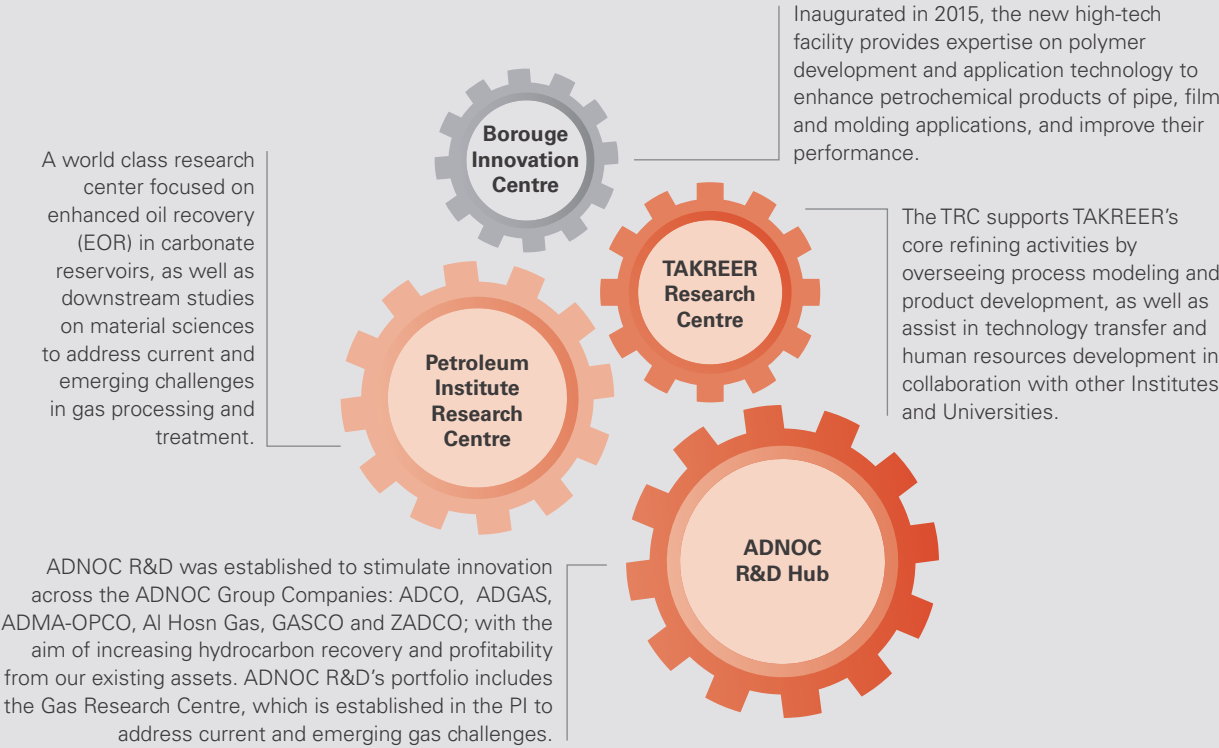 Inaugurated in 2015, the new high-tech
facility provides expertise on polymer
development and application technology to
enhance petrochemical products of pipe, film
and molding applications, and improve their
performance.
Borouge
Innovation
Centre
A world class research
center focused on
enhanced oil recovery
(EOR) in carbonate
reservoirs, as well as
downstream studies
on material sciences
to address current and
emerging challenges
in gas processing and
treatment.
TAKREER
Research
Centre
The TRC supports TAKREER's
core refining activities by
overseeing process modeling and
product development, as well as
assist in technology transfer and
human resources development in
collaboration with other Institutes
and Universities.
Petroleum
Institute
Research
Centre
ADNOC
R&D Hub
ADNOC R&D was established to stimulate innovation
across the ADNOC Group Companies: ADCO, ADGAS,
ADMA-OPCO, Al Hosn Gas, GASCO and ZADCO; with the
aim of increasing hydrocarbon recovery and profitability
from our existing assets. ADNOC R&D's portfolio includes
the Gas Research Centre, which is established in the PI to
address current and emerging gas challenges.